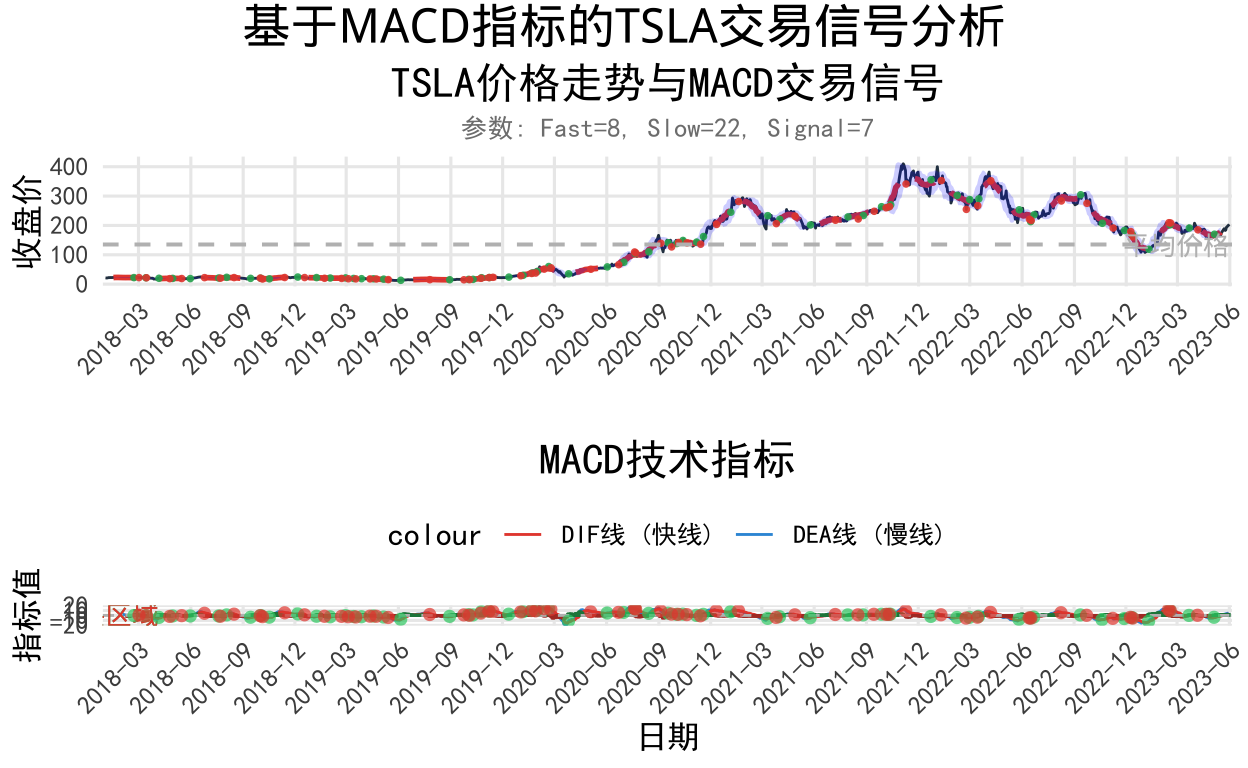 基于MACD指标的TSLA交易信号分析
TSLA价格走势与MACD交易信号
参数: Fast=8, Slow=22, Signal=7
收盘价
400
300
200
100
0
平均价格
2018-03 2018-06 2018-09 2018-12 2019-03 2019-06 2019-09 2019-12 2020-03 2020-06 2020-09 2020-12 2021-03 2021-06 2021-09 2021-12 2022-03 2022-06 2022-09 2022-12 2023-03 2023-06
MACD技术指标
colour DIF线 (快线) DEA线 (慢线)
指标值
20
区域
2018-03 2018-06 2018-09 2018-12 2019-03 2019-06 2019-09 2019-12 2020-03 2020-06 2020-09 2020-12 2021-03 2021-06 2021-09 2021-12 2022-03 2022-06 2022-09 2022-12 2023-03 2023-06
日期